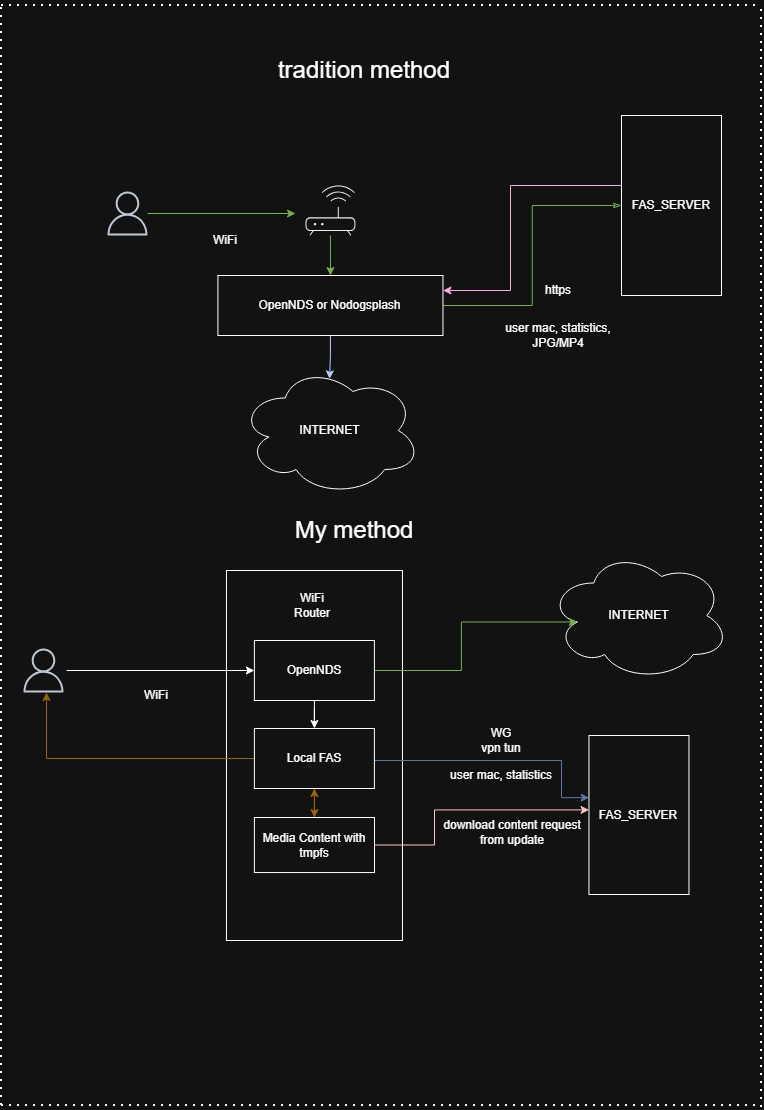 tradition method
FAS_SERVER
WiFi
OpenNDS or Nodogsplash
https
user mac, statistics,
JPG/MP4
INTERNET
My method
WiFi
Router
INTERNET
OpenNDS
WiFi
WG
vpn tun
Local FAS
user mac, statistics
FAS_SERVER
download content request
from update
Media Content with
tmpfs